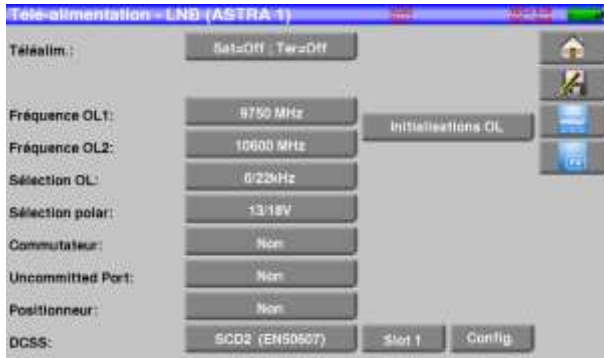 Télé-alimentation - LNB (ASTRA 1)
Téléalim.: Sat=Off ; Ter=Off
Fréquence OL1: 9750 MHz
Initialisations OL
Fréquence OL2: 10600 MHz
Sélection OL: 0/22kHz
Sélection polar: 13/18V
Commutateur: Non
Uncommitted Port: Non
Positionneur: Non
DCSS: SCD2 (EN50607) Slot 1 Config.